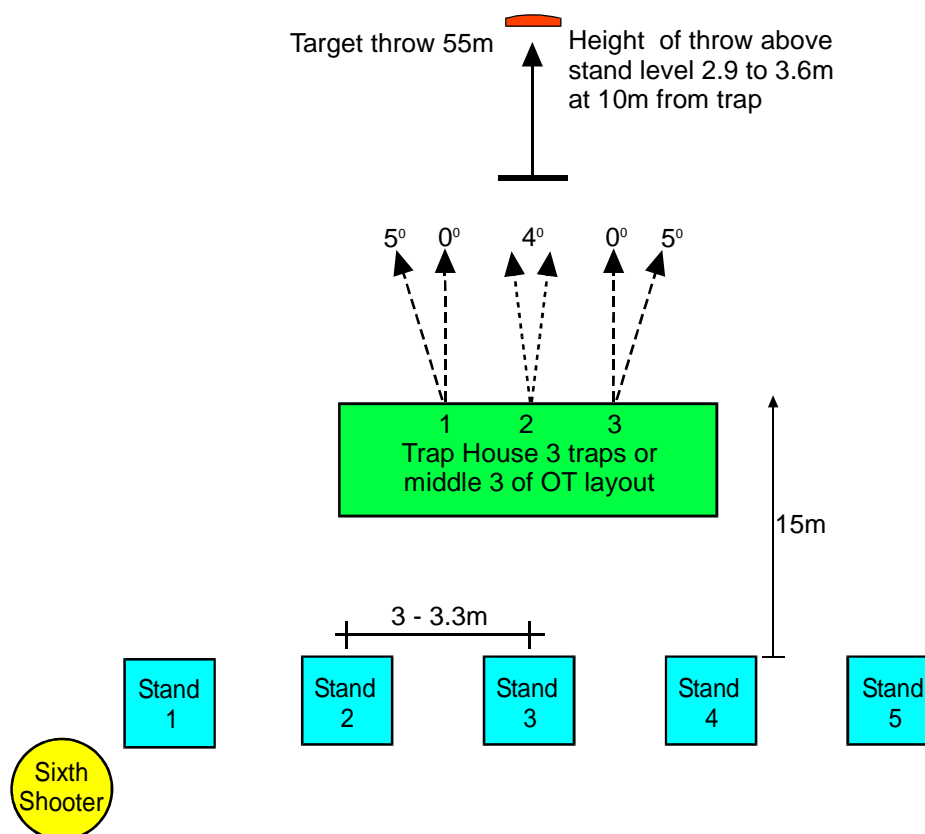 Target throw 55m
Height of throw above
stand level 2.9 to 3.6m
at 10m from trap
5⁰ 0⁰ 4⁰ 0⁰ 5⁰
1 2 3
Trap House 3 traps or
middle 3 of OT layout
15m
3 - 3.3m
Stand
1
Stand
2
Stand
3
Stand
4
Stand
5
Sixth
Shooter